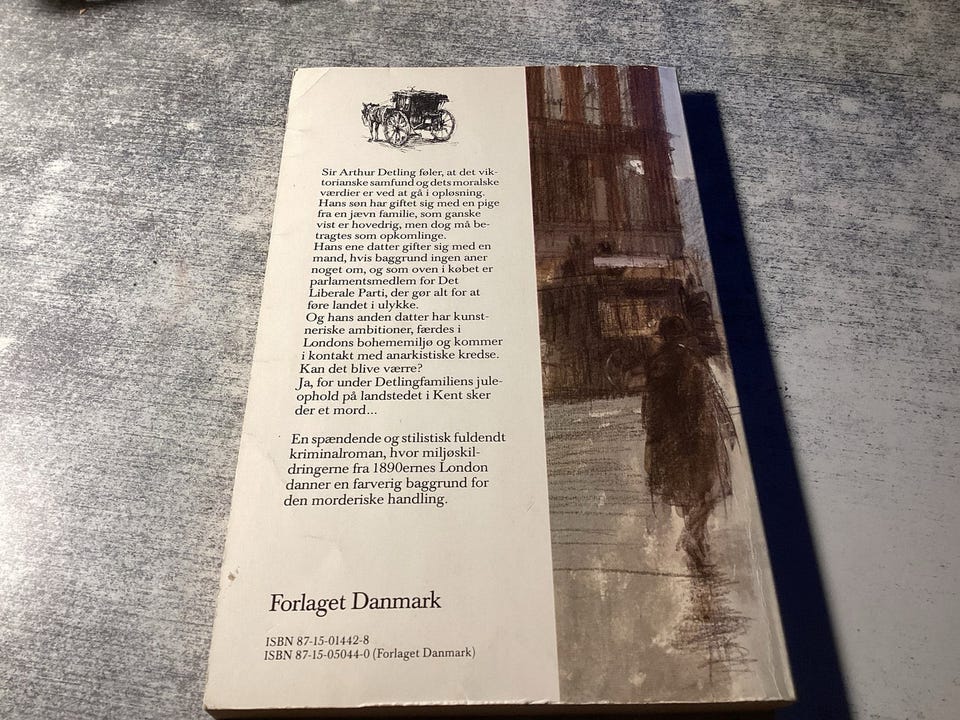 Sir Arthur Detling føler, at det vik-
torianske samfund og dets moralske
værdier er ved at gå i opløsning.
Hans søn har giftet sig med en pige
fra en jævn familie, som ganske
vist er hovedrig, men dog må be-
tragtes som opkomlinge.
Hans ene datter gifter sig med en
mand, hvis baggrund ingen aner
noget om, og som oven i købet er
parlamentsmedlem for Det
Liberale Parti, der gør alt for at
føre landet i ulykke.
Og hans anden datter har kunst-
neriske ambitioner, færdes i
Londons bohememiljø og kommer
i kontakt med anarkistiske kredse.
Kan det blive værre?
Ja, for under Detlingfamiliens jule-
ophold på landstedet i Kent sker
der et mord...
En spændende og stilistisk fuldendt
kriminalroman, hvor miljøskil-
dringerne fra 1890ernes London
danner en farverig baggrund for
den morderiske handling.
Forlaget Danmark
ISBN 87-15-01442-8
ISBN 87-15-05044-0 (Forlaget Danmark)